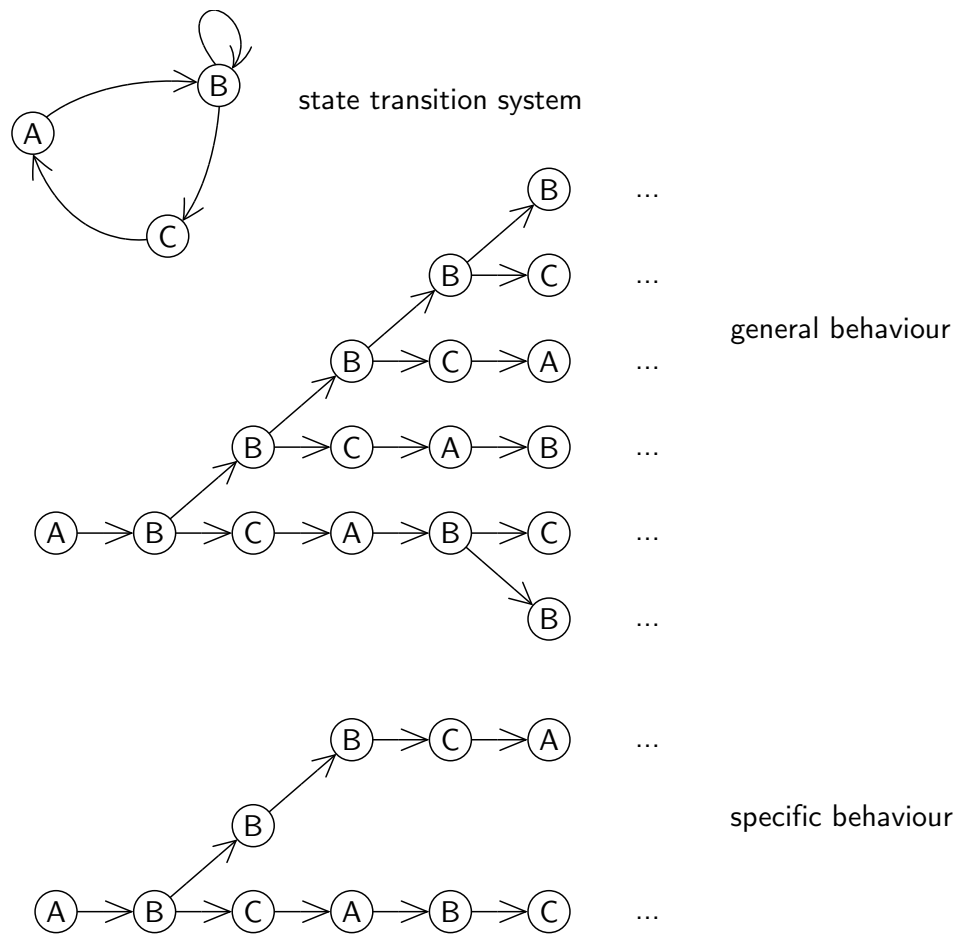 B
state transition system
A
C
B ...
B C ...
general behaviour
B C A ...
B C A B ...
A B C A B C ...
B ...
B C A ...
specific behaviour
B
A B C A B C ...